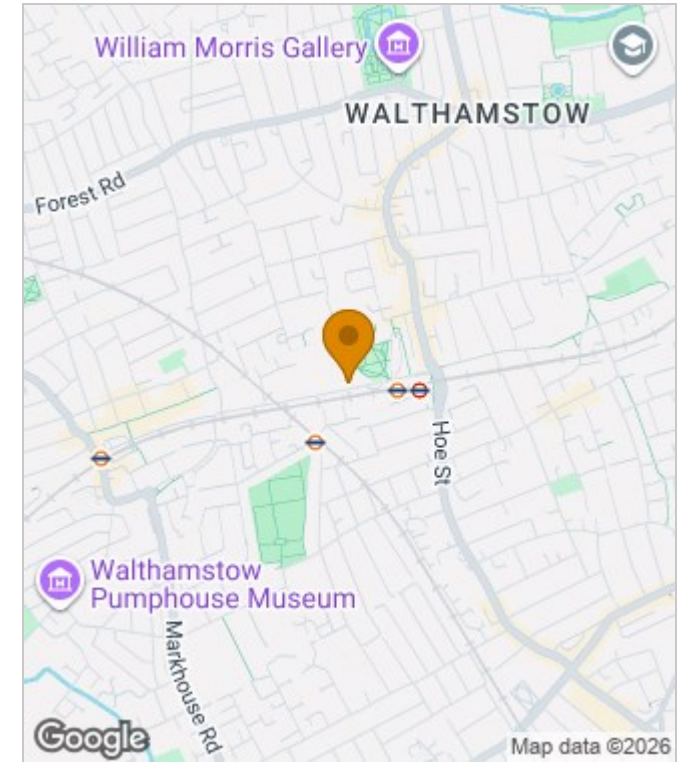 William Morris Gallery
WALTHAMSTOW
Forest Rd
Hoe St
Walthamstow
Pumphouse Museum
Markhouse Rd
Google
Map data ©2026